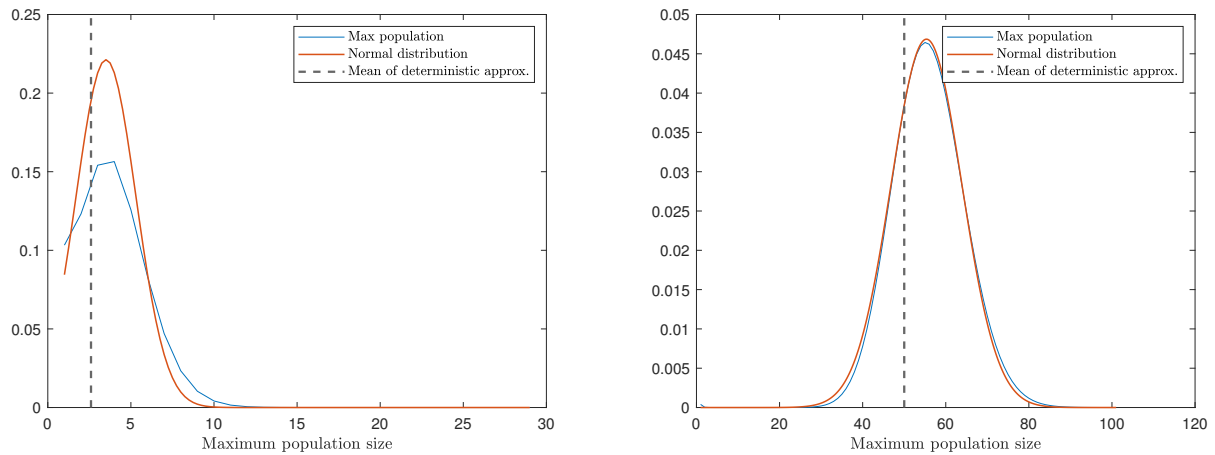 0.25
0.2
0.15
0.1
0.05
0
0 5 10 15 20 25 30
Maximum population size
Max population
Normal distribution
Mean of deterministic approx.
0.05
0.045
0.04
0.035
0.03
0.025
0.02
0.015
0.01
0.005
0
0 20 40 60 80 100 120
Maximum population size
Max population
Normal distribution
Mean of deterministic approx.